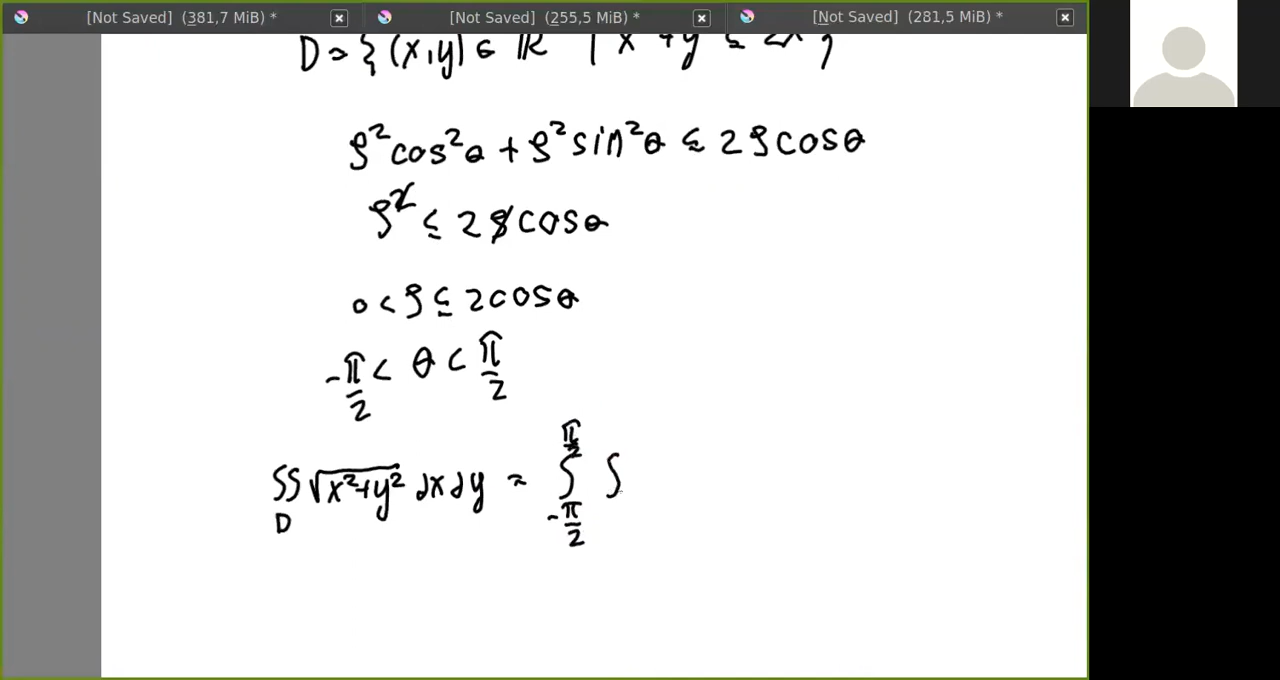 [Not Saved] (381,7 MiB) * [Not Saved] (255,5 MiB) * [Not Saved] (281,5 MiB) *
D = {(x,y) ∈ ℝ | x + y ≤ 2x}
ρ²cos²θ + ρ²sin²θ ≤ 2ρcosθ
ρ² ≤ 2ρcosθ
0 < ρ ≤ 2cosθ
-π/2 < θ < π/2
∫∫_D √(x²+y²) dxdy = ∫_{-π/2}^{π/2} ∫